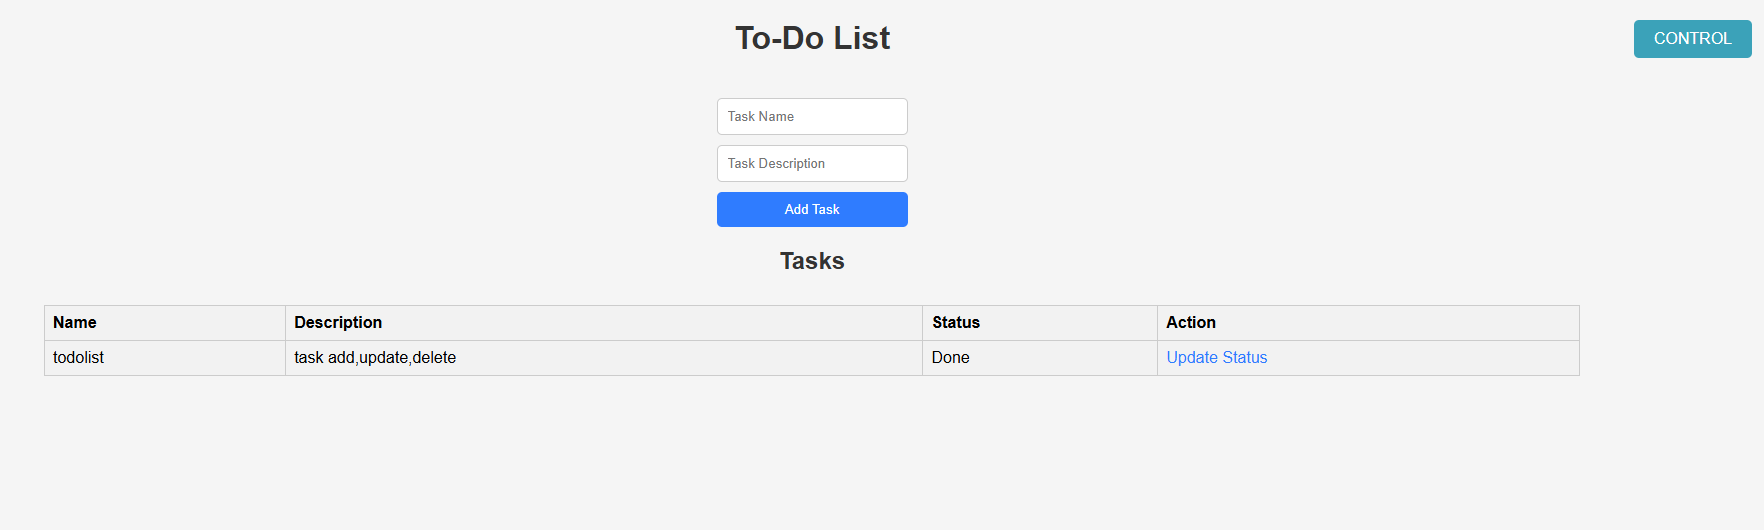 To-Do List
CONTROL
Task Name
Task Description
Add Task
Tasks
Name Description Status Action
todolist task add,update,delete Done Update Status